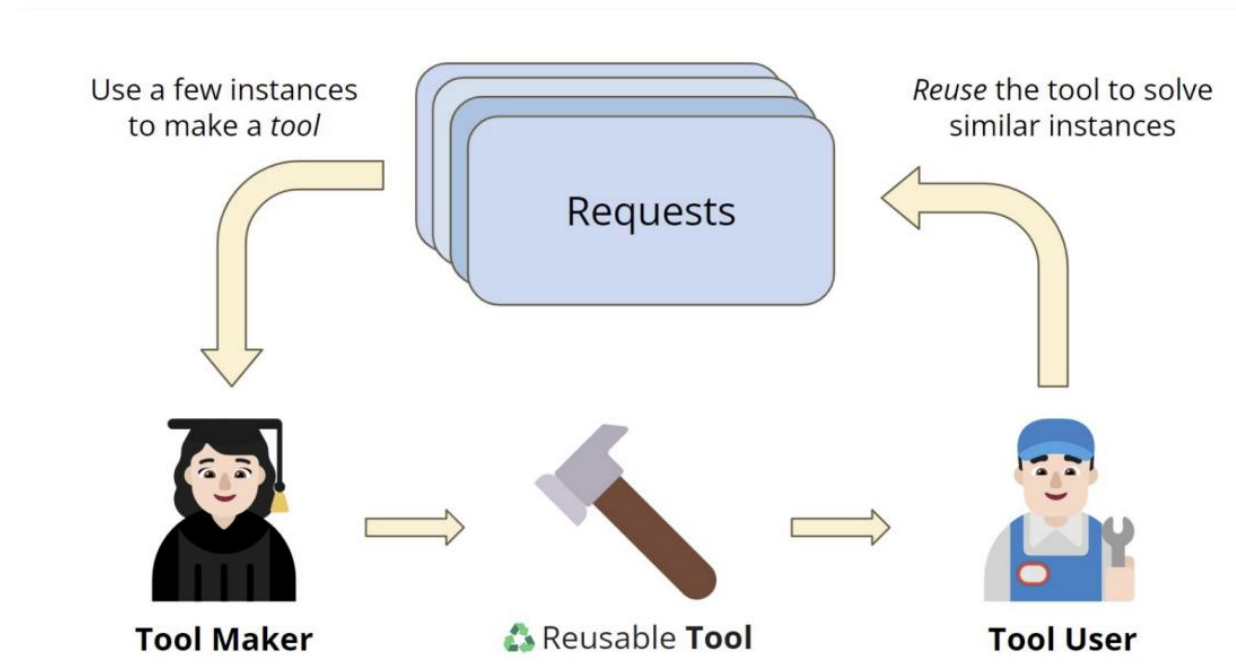 Use a few instances
to make a tool
Reuse the tool to solve
similar instances
Requests
Tool Maker
Reusable Tool
Tool User